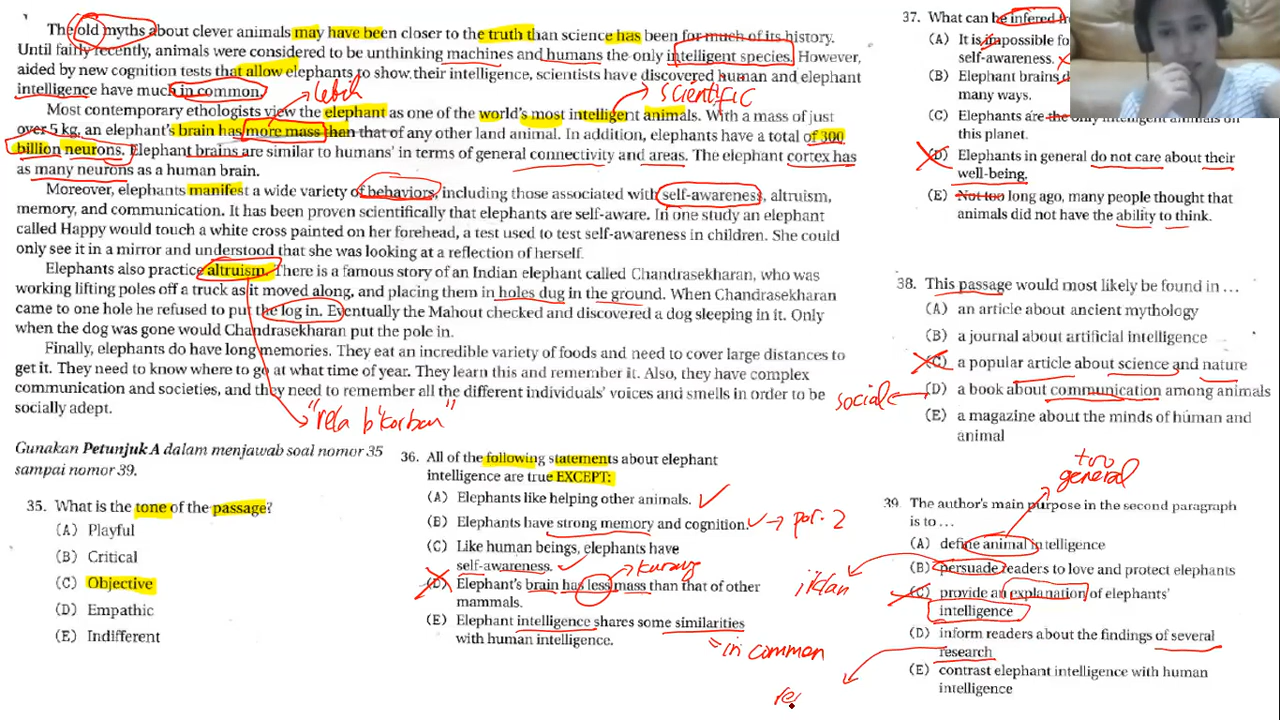 The old myths about clever animals may have been closer to the truth than science has been for much of its history.
Until fairly recently, animals were considered to be unthinking machines and humans the only intelligent species. However,
aided by new cognition tests that allow elephants to show their intelligence, scientists have discovered human and elephant
intelligence have much in common.
lebih
scientific
Most contemporary ethologists view the elephant as one of the world's most intelligent animals. With a mass of just
over 5 kg, an elephant's brain has more mass than that of any other land animal. In addition, elephants have a total of 300
billion neurons. Elephant brains are similar to humans' in terms of general connectivity and areas. The elephant cortex has
as many neurons as a human brain.
Moreover, elephants manifest a wide variety of behaviors, including those associated with self-awareness, altruism,
memory, and communication. It has been proven scientifically that elephants are self-aware. In one study an elephant
called Happy would touch a white cross painted on her forehead, a test used to test self-awareness in children. She could
only see it in a mirror and understood that she was looking at a reflection of herself.
Elephants also practice altruism. There is a famous story of an Indian elephant called Chandrasekharan, who was
working lifting poles off a truck as it moved along, and placing them in holes dug in the ground. When Chandrasekharan
came to one hole he refused to put the log in. Eventually the Mahout checked and discovered a dog sleeping in it. Only
when the dog was gone would Chandrasekharan put the pole in.
Finally, elephants do have long memories. They eat an incredible variety of foods and need to cover large distances to
get it. They need to know where to go at what time of year. They learn this and remember it. Also, they have complex
communication and societies, and they need to remember all the different individuals' voices and smells in order to be
socially adept.
"rela b'korban"
Gunakan Petunjuk A dalam menjawab soal nomor 35
sampai nomor 39.
35. What is the tone of the passage?
(A) Playful
(B) Critical
(C) Objective
(D) Empathic
(E) Indifferent
36. All of the following statements about elephant
intelligence are true EXCEPT:
(A) Elephants like helping other animals.
(B) Elephants have strong memory and cognition. → par. 2
(C) Like human beings, elephants have
self-awareness.
kurang
(D) Elephant's brain has less mass than that of other
mammals.
(E) Elephant intelligence shares some similarities
with human intelligence.
= in common
37. What can be infered
(A) It is impossible fo
self-awareness.
(B) Elephant brains
many ways.
(C) Elephants are the only intelligent animals on
this planet.
(D) Elephants in general do not care about their
well-being.
(E) Not too long ago, many people thought that
animals did not have the ability to think.
38. This passage would most likely be found in …
(A) an article about ancient mythology
(B) a journal about artificial intelligence
(C) a popular article about science and nature
social
(D) a book about communication among animals
(E) a magazine about the minds of human and
animal
too
general
39. The author's main purpose in the second paragraph
is to …
(A) define animal intelligence
(B) persuade readers to love and protect elephants
iklan
(C) provide an explanation of elephants'
intelligence
(D) inform readers about the findings of several
research
(E) contrast elephant intelligence with human
intelligence
re